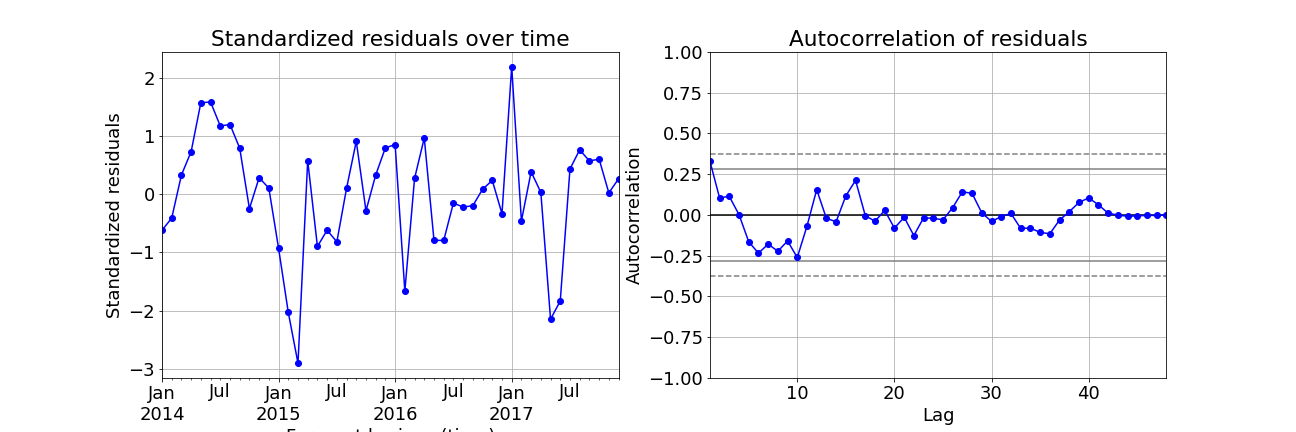 Standardized residuals over time
Standardized residuals
2
1
0
−1
−2
−3
Jan Jul Jan Jul Jan Jul Jan Jul
2014 2015 2016 2017
Autocorrelation of residuals
Autocorrelation
1.00
0.75
0.50
0.25
0.00
−0.25
−0.50
−0.75
−1.00
10 20 30 40
Lag